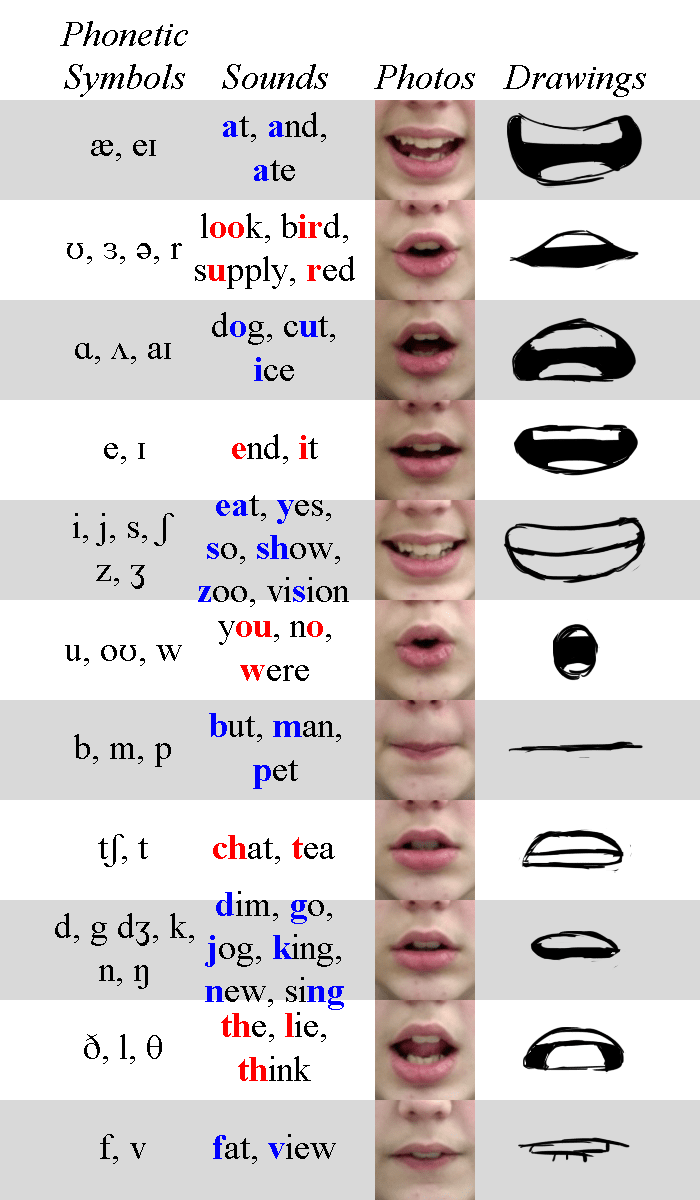 Phonetic
Symbols Sounds Photos Drawings
æ, eɪ
at, and,
ate
ʊ, ɜ, ə, r
look, bird,
supply, red
ɑ, ʌ, aɪ
dog, cut,
ice
e, ɪ
end, it
i, j, s, ʃ
z, ʒ
eat, yes,
so, show,
zoo, vision
u, oʊ, w
you, no,
were
b, m, p
but, man,
pet
tʃ, t
chat, tea
d, g dʒ, k,
n, ŋ
dim, go,
jog, king,
new, sing
ð, l, θ
the, lie,
think
f, v
fat, view